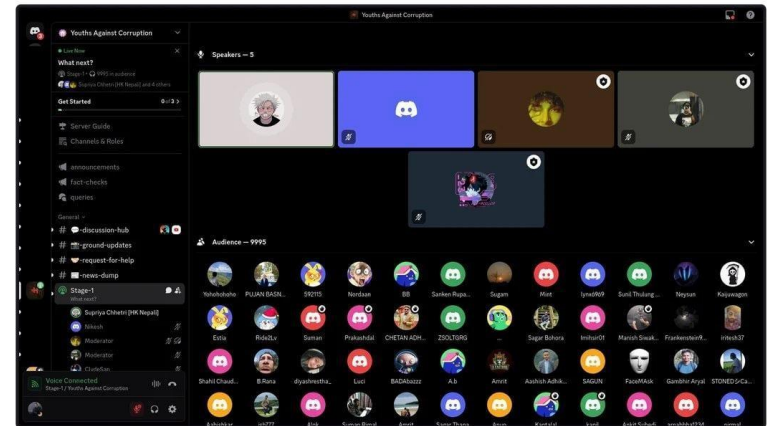 Youths Against Corruption
Youths Against Corruption
Live Now
What next?
Stage-1 • 9995 in audience
Supriya Chhetri [HK Nepali] and 4 others
Get Started
0 of 3
Server Guide
Channels & Roles
announcements
fact-checks
queries
General
-discussion-hub
-ground-updates
-request-for-help
-news-dump
Stage-1
What next?
Supriya Chhetri [HK Nepali]
Nikesh
Moderator
Moderator
Voice Connected
Stage-1 / Youths Against Corruption
Speakers — 5
Audience — 9995
Yohohohoho PUJAN BASN... 592115 Nordaan BB Sanken Rupa... Sugam Mint lynx6969 Sunil Thulung... Neysun Kaijuwagon
Estia Ride2Lv Suman Prakashdal CHETAN ADH... ZSOLTGRG ... Sagar Bohora Imitsir01 Manish Siwak... Frankenstein9... iritesh37
Shahil Chaud... B.Rana diyashrestha_ Luci BADAbazzz A.b Amrit Aashish Adhik... SAGUN FaceMAsk Gambhir Aryal STONED